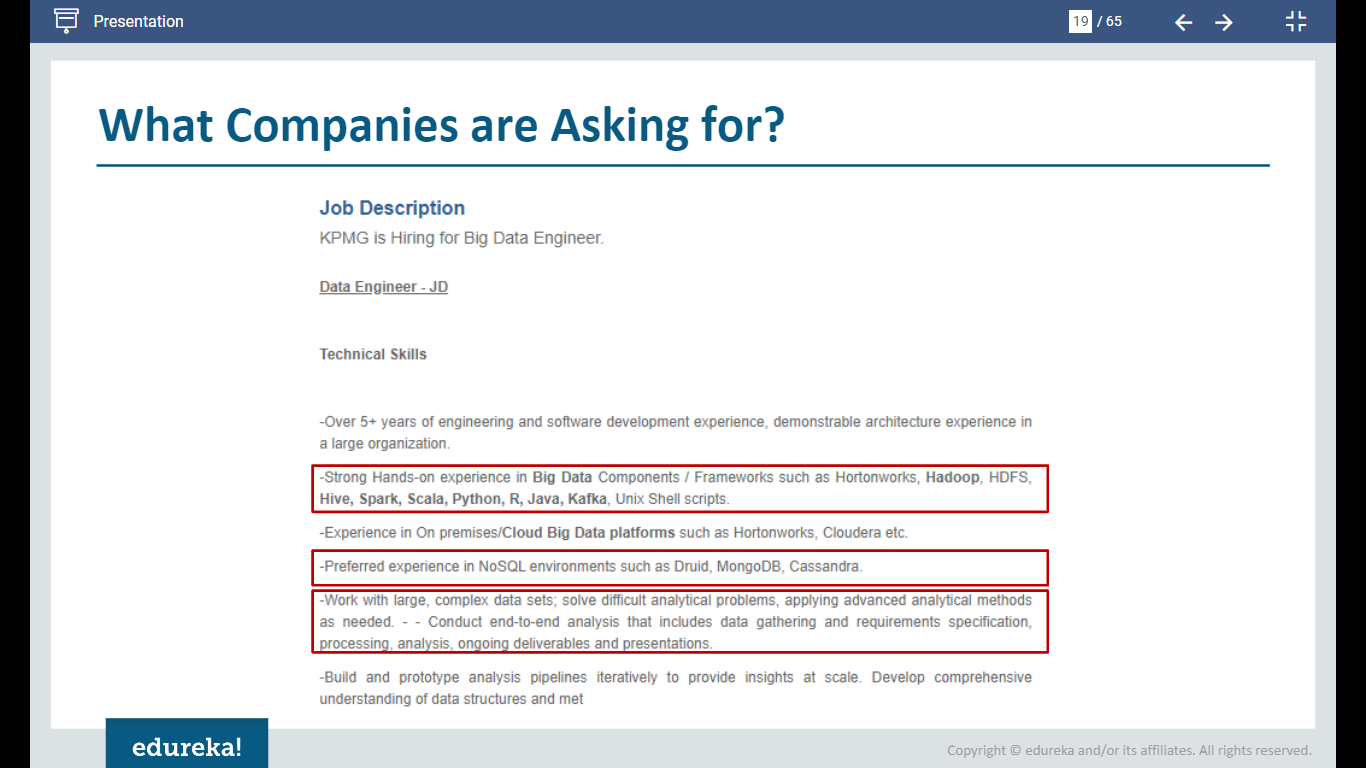 Presentation
19 / 65
What Companies are Asking for?
Job Description
KPMG is Hiring for Big Data Engineer.
Data Engineer - JD
Technical Skills
-Over 5+ years of engineering and software development experience, demonstrable architecture experience in
a large organization.
-Strong Hands-on experience in Big Data Components / Frameworks such as Hortonworks, Hadoop, HDFS,
Hive, Spark, Scala, Python, R, Java, Kafka, Unix Shell scripts.
-Experience in On premises/Cloud Big Data platforms such as Hortonworks, Cloudera etc.
-Preferred experience in NoSQL environments such as Druid, MongoDB, Cassandra.
-Work with large, complex data sets; solve difficult analytical problems, applying advanced analytical methods
as needed. - - Conduct end-to-end analysis that includes data gathering and requirements specification,
processing, analysis, ongoing deliverables and presentations.
-Build and prototype analysis pipelines iteratively to provide insights at scale. Develop comprehensive
understanding of data structures and met
edureka!
Copyright © edureka and/or its affiliates. All rights reserved.